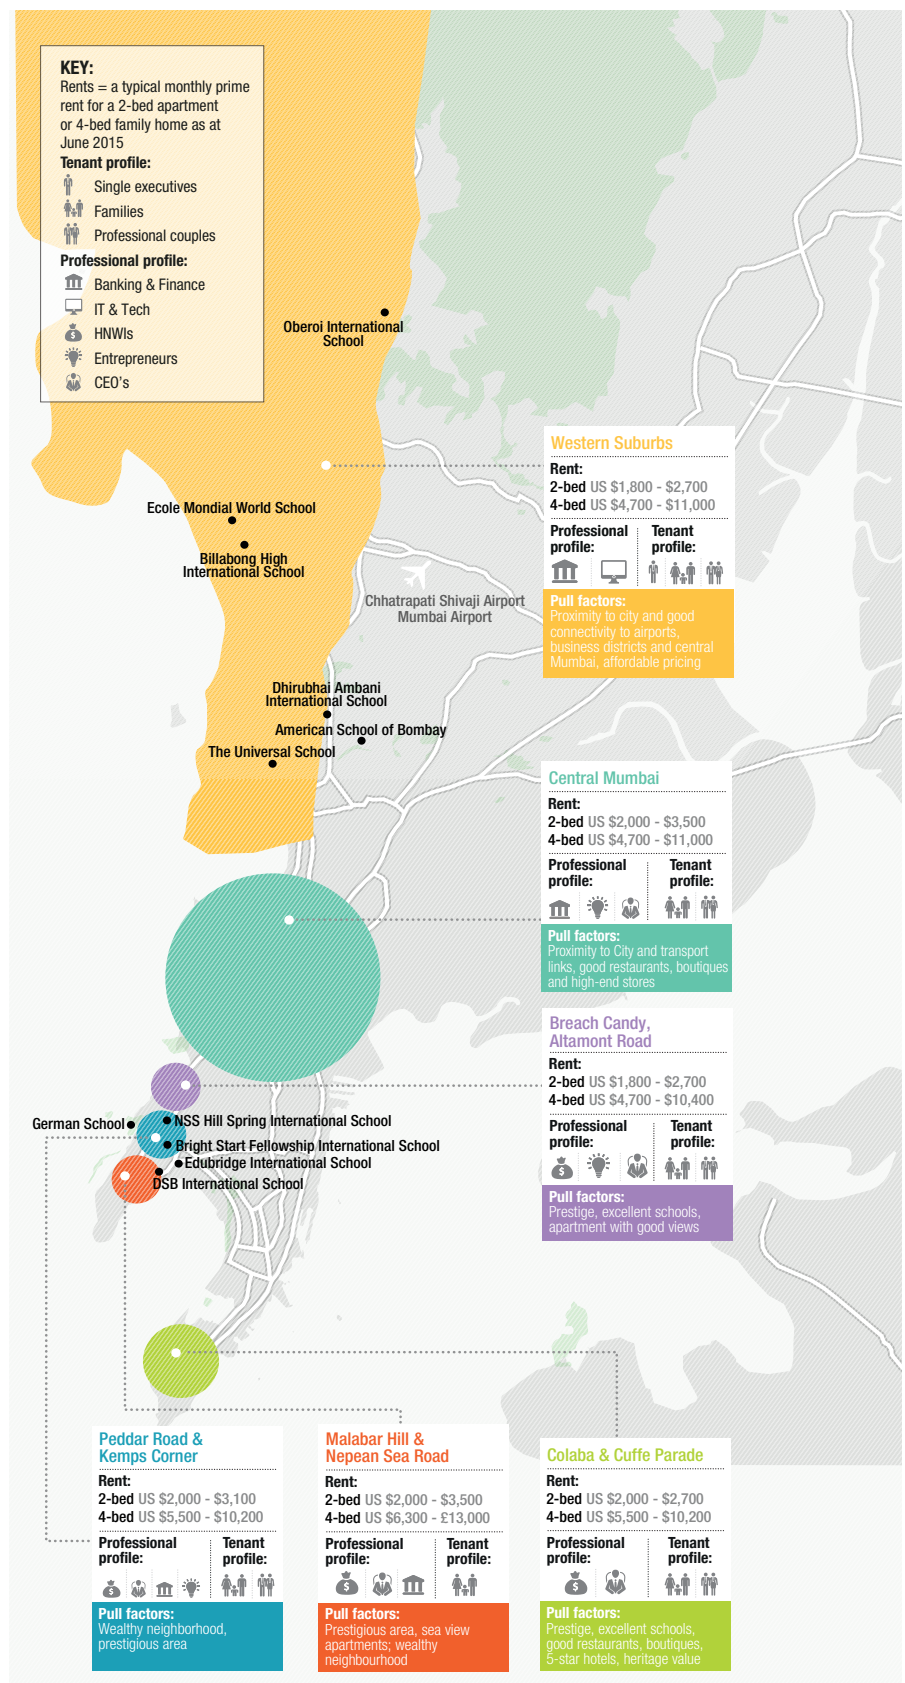 KEY:
Rents = a typical monthly prime
rent for a 2-bed apartment
or 4-bed family home as at
June 2015
Tenant profile:
Single executives
Families
Professional couples
Professional profile:
Banking & Finance
IT & Tech
HNWIs
Entrepreneurs
CEO's
Oberoi International
School
Ecole Mondial World School
Billabong High
International School
Chhatrapati Shivaji Airport
Mumbai Airport
Dhirubhai Ambani
International School
American School of Bombay
The Universal School
German School
NSS Hill Spring International School
Bright Start Fellowship International School
Edubridge International School
DSB International School
Western Suburbs
Rent:
2-bed US $1,800 - $2,700
4-bed US $4,700 - $11,000
Professional
profile:
Tenant
profile:
Pull factors:
Proximity to city and good
connectivity to airports,
business districts and central
Mumbai, affordable pricing
Central Mumbai
Rent:
2-bed US $2,000 - $3,500
4-bed US $4,700 - $11,000
Professional
profile:
Tenant
profile:
Pull factors:
Proximity to City and transport
links, good restaurants, boutiques
and high-end stores
Breach Candy,
Altamont Road
Rent:
2-bed US $1,800 - $2,700
4-bed US $4,700 - $10,400
Professional
profile:
Tenant
profile:
Pull factors:
Prestige, excellent schools,
apartment with good views
Peddar Road &
Kemps Corner
Rent:
2-bed US $2,000 - $3,100
4-bed US $5,500 - $10,200
Professional
profile:
Tenant
profile:
Pull factors:
Wealthy neighborhood,
prestigious area
Malabar Hill &
Nepean Sea Road
Rent:
2-bed US $2,000 - $3,500
4-bed US $6,300 - £13,000
Professional
profile:
Tenant
profile:
Pull factors:
Prestigious area, sea view
apartments; wealthy
neighbourhood
Colaba & Cuffe Parade
Rent:
2-bed US $2,000 - $2,700
4-bed US $5,500 - $10,200
Professional
profile:
Tenant
profile:
Pull factors:
Prestige, excellent schools,
good restaurants, boutiques,
5-star hotels, heritage value